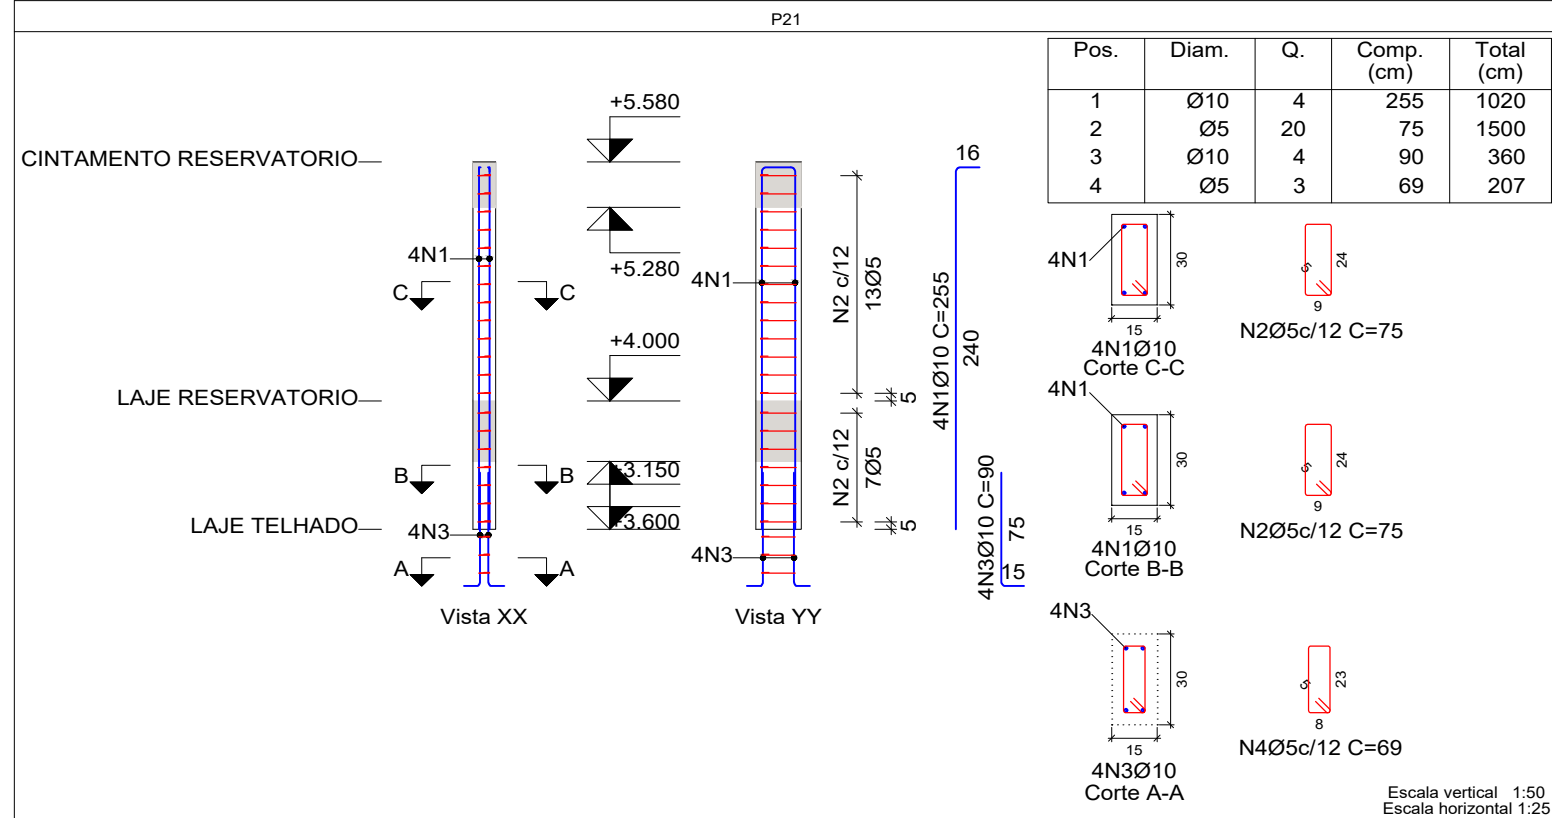 P21
Pos. Diam. Q. Comp. (cm) Total (cm)
1 Ø10 4 255 1020
2 Ø5 20 75 1500
3 Ø10 4 90 360
4 Ø5 3 69 207
CINTAMENTO RESERVATORIO
LAJE RESERVATORIO
LAJE TELHADO
4N1
C C
B B
4N3
A A
Vista XX
+5.580
+5.280
+4.000
+3.150
+3.600
4N1
4N3
Vista YY
N2 c/12
13Ø5
5
N2 c/12
7Ø5
5
16
4N1Ø10 C=255
240
4N3Ø10 C=90
75
15
4N1
30
15
4N1Ø10
Corte C-C
5
24
9
N2Ø5c/12 C=75
4N1
30
15
4N1Ø10
Corte B-B
5
24
9
N2Ø5c/12 C=75
4N3
30
15
4N3Ø10
Corte A-A
5
23
8
N4Ø5c/12 C=69
Escala vertical 1:50
Escala horizontal 1:25